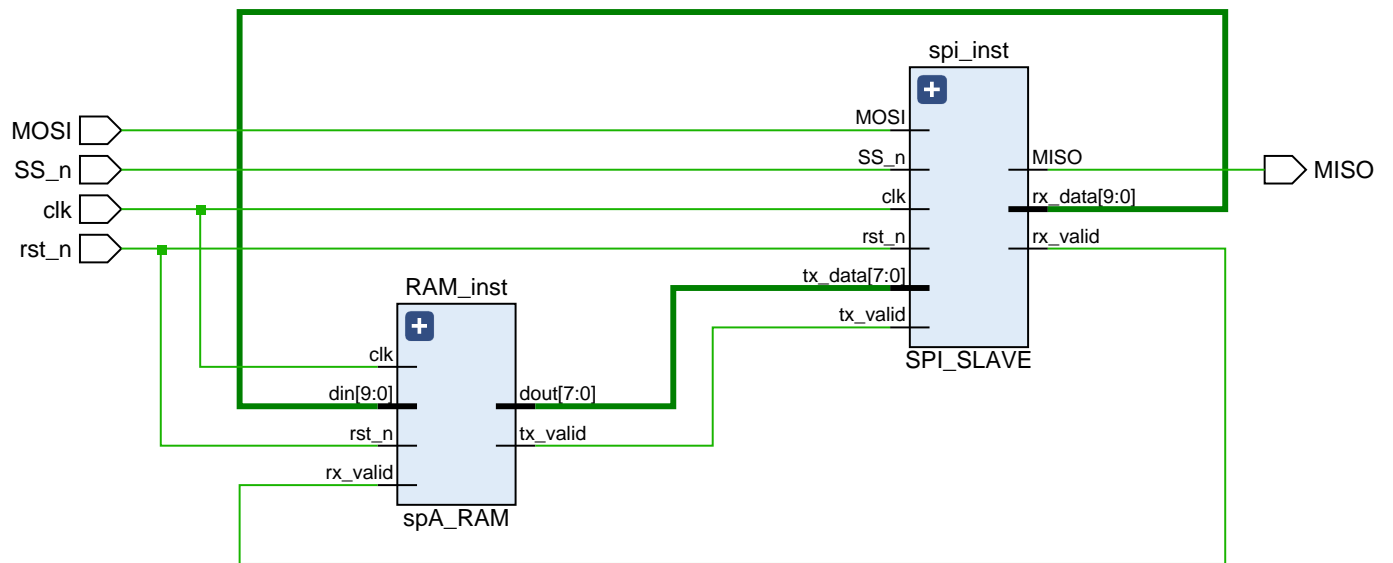 spi_inst
MOSI
MOSI
SS_n
SS_n
MISO
MISO
clk
clk
rx_data[9:0]
rst_n
rst_n
rx_valid
tx_data[7:0]
RAM_inst
tx_valid
clk
SPI_SLAVE
din[9:0]
dout[7:0]
rst_n
tx_valid
rx_valid
spA_RAM